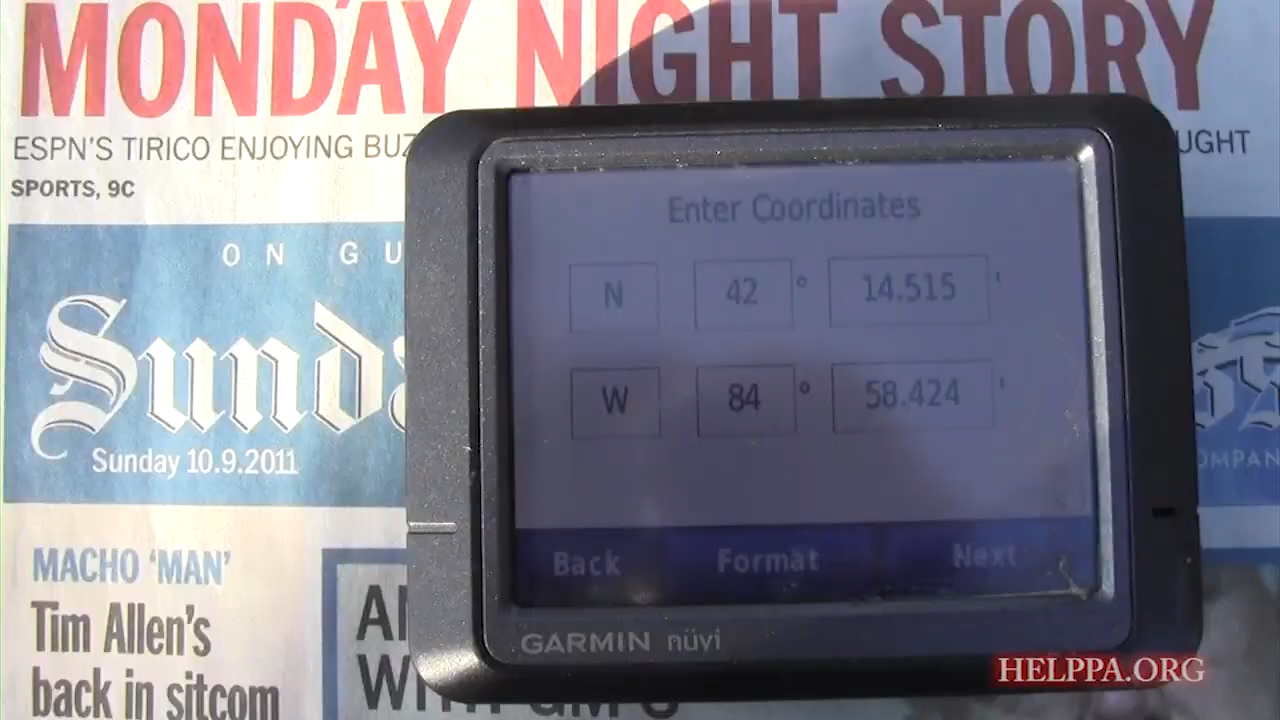 MONDAY NIGHT STORY
ESPN'S TIRICO ENJOYING
SPORTS, 9C
ON
Sunday 10.9.2011
MACHO 'MAN'
Tim Allen's
back in sitcom
Enter Coordinates
N 42 ° 14.515 '
W 84 ° 58.424 '
Back Format Next
GARMIN nüvi
HELPPA.ORG